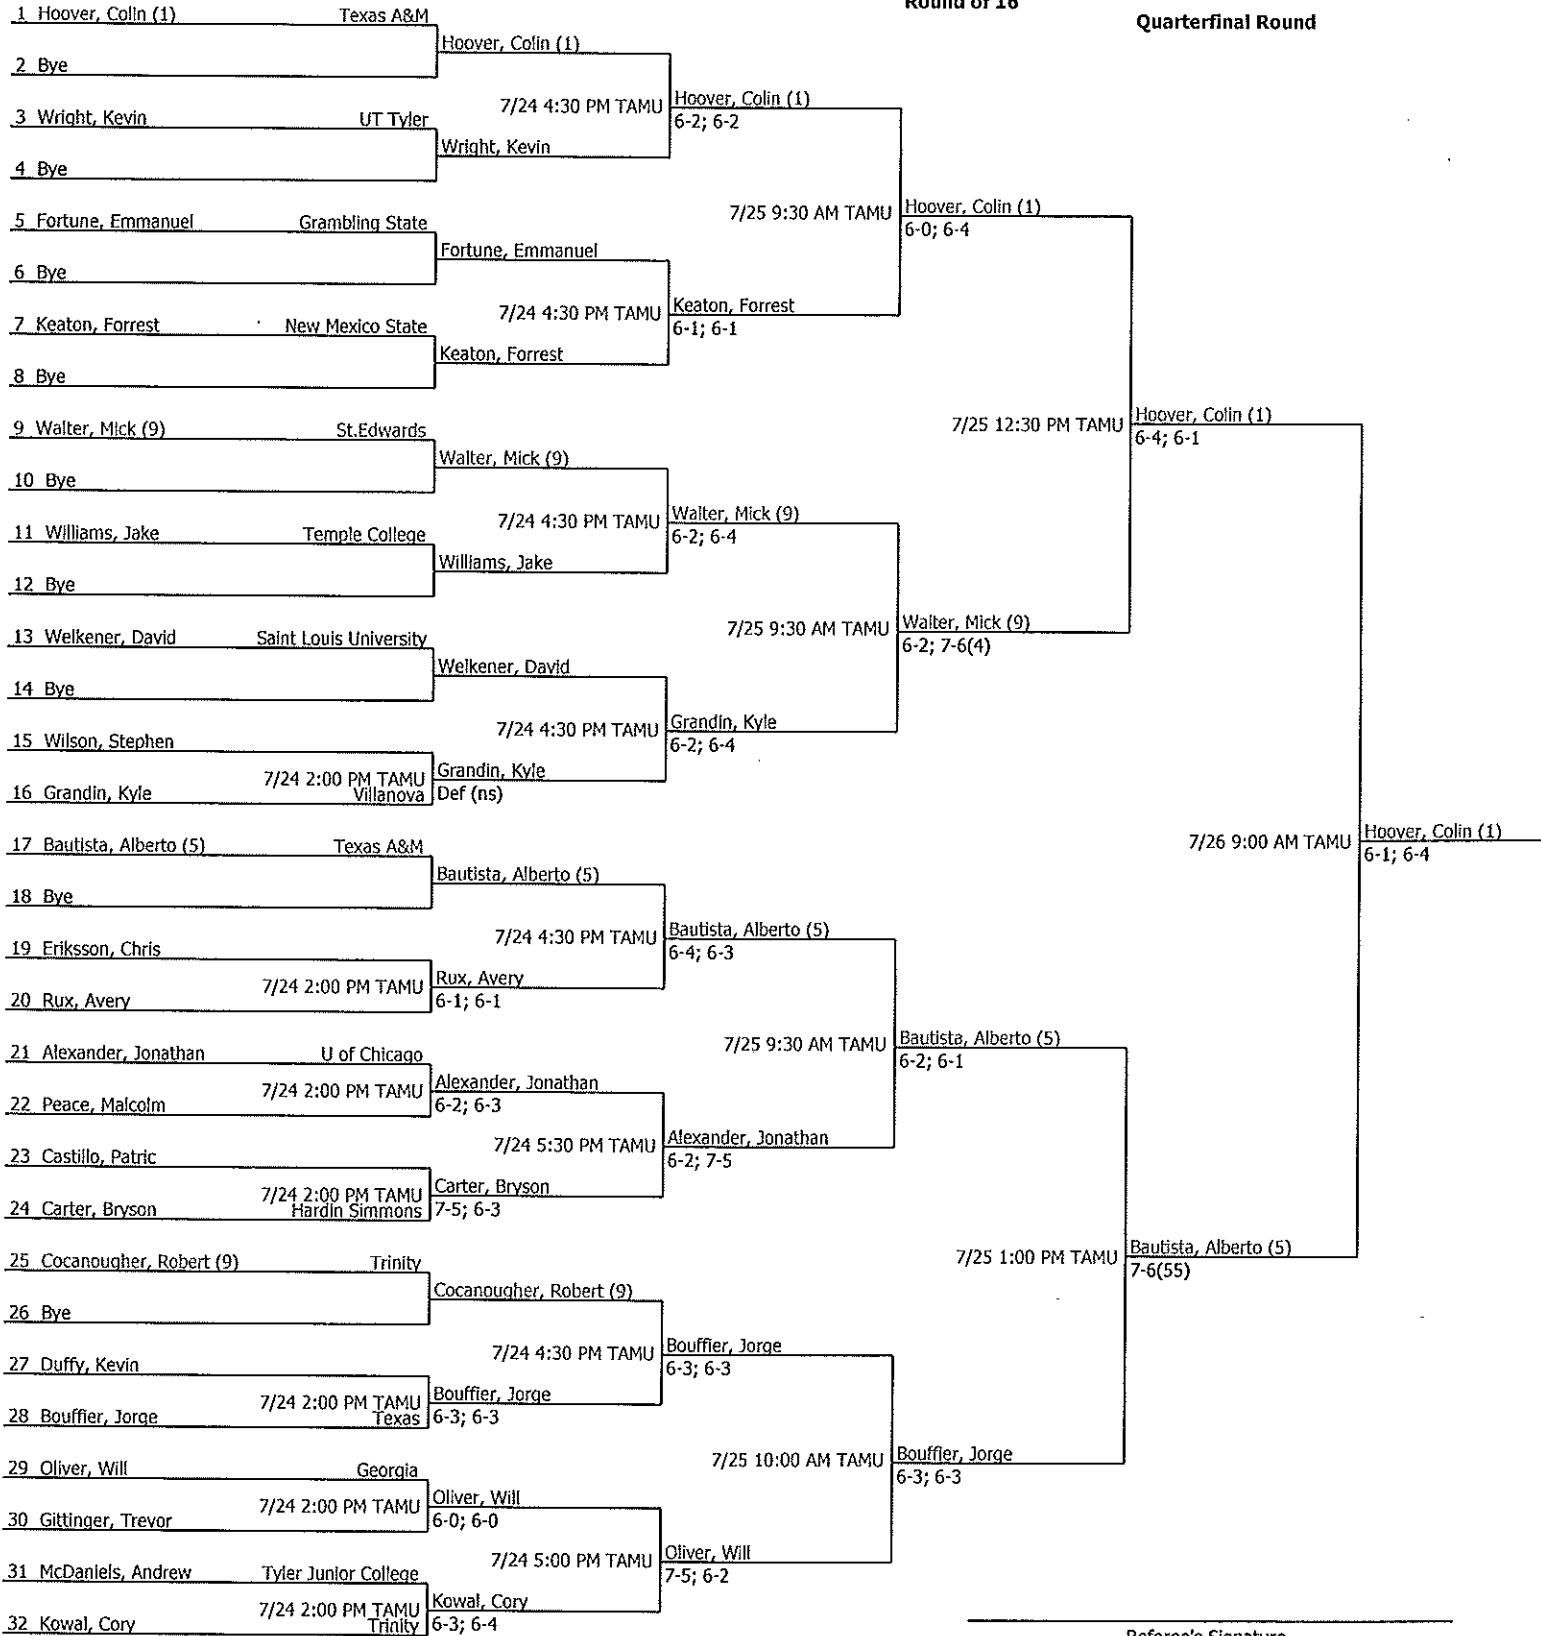 Round of 16
Quarterfinal Round
1 Hoover, Colin (1) Texas A&M
Hoover, Colin (1)
2 Bye
7/24 4:30 PM TAMU Hoover, Colin (1)
6-2; 6-2
3 Wright, Kevin UT Tyler
Wright, Kevin
4 Bye
7/25 9:30 AM TAMU Hoover, Colin (1)
6-0; 6-4
5 Fortune, Emmanuel Grambling State
Fortune, Emmanuel
6 Bye
7/24 4:30 PM TAMU Keaton, Forrest
6-1; 6-1
7 Keaton, Forrest New Mexico State
Keaton, Forrest
8 Bye
7/25 12:30 PM TAMU Hoover, Colin (1)
6-4; 6-1
9 Walter, Mick (9) St.Edwards
Walter, Mick (9)
10 Bye
7/24 4:30 PM TAMU Walter, Mick (9)
6-2; 6-4
11 Williams, Jake Temple College
Williams, Jake
12 Bye
7/25 9:30 AM TAMU Walter, Mick (9)
6-2; 7-6(4)
13 Welkener, David Saint Louis University
Welkener, David
14 Bye
7/24 4:30 PM TAMU Grandin, Kyle
6-2; 6-4
15 Wilson, Stephen
7/24 2:00 PM TAMU Grandin, Kyle
16 Grandin, Kyle Villanova Def (ns)
7/26 9:00 AM TAMU Hoover, Colin (1)
6-1; 6-4
17 Bautista, Alberto (5) Texas A&M
Bautista, Alberto (5)
18 Bye
7/24 4:30 PM TAMU Bautista, Alberto (5)
6-4; 6-3
19 Eriksson, Chris
7/24 2:00 PM TAMU Rux, Avery
20 Rux, Avery 6-1; 6-1
7/25 9:30 AM TAMU Bautista, Alberto (5)
6-2; 6-1
21 Alexander, Jonathan U of Chicago
7/24 2:00 PM TAMU Alexander, Jonathan
22 Peace, Malcolm 6-2; 6-3
7/24 5:30 PM TAMU Alexander, Jonathan
6-2; 7-5
23 Castillo, Patric
7/24 2:00 PM TAMU Carter, Bryson
24 Carter, Bryson Hardin Simmons 7-5; 6-3
7/25 1:00 PM TAMU Bautista, Alberto (5)
7-6(55)
25 Cocanougher, Robert (9) Trinity
Cocanougher, Robert (9)
26 Bye
7/24 4:30 PM TAMU Bouffier, Jorge
6-3; 6-3
27 Duffy, Kevin
7/24 2:00 PM TAMU Bouffier, Jorge
28 Bouffier, Jorge Texas 6-3; 6-3
7/25 10:00 AM TAMU Bouffier, Jorge
6-3; 6-3
29 Oliver, Will Georgia
7/24 2:00 PM TAMU Oliver, Will
30 Gittinger, Trevor 6-0; 6-0
7/24 5:00 PM TAMU Oliver, Will
7-5; 6-2
31 McDaniels, Andrew Tyler Junior College
7/24 2:00 PM TAMU Kowal, Cory
32 Kowal, Cory Trinity 6-3; 6-4
Referee's Signature